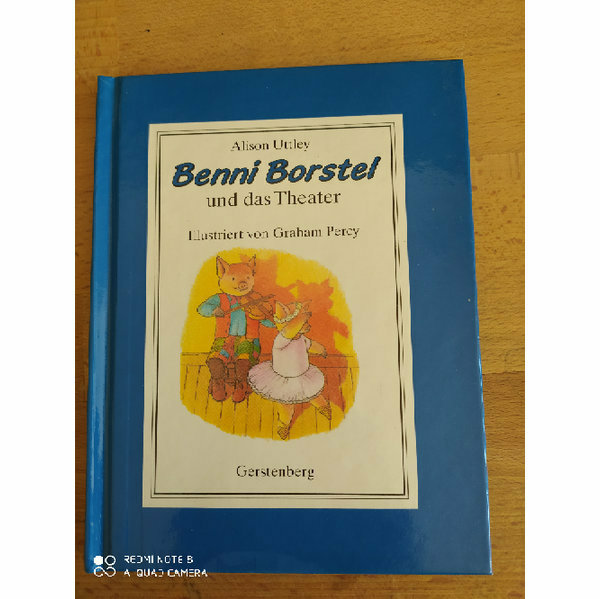 Alison Uttley
Benni Borstel
und das Theater
Illustriert von Graham Percy
Gerstenberg
REDMI NOTE 8
AI QUAD CAMERA